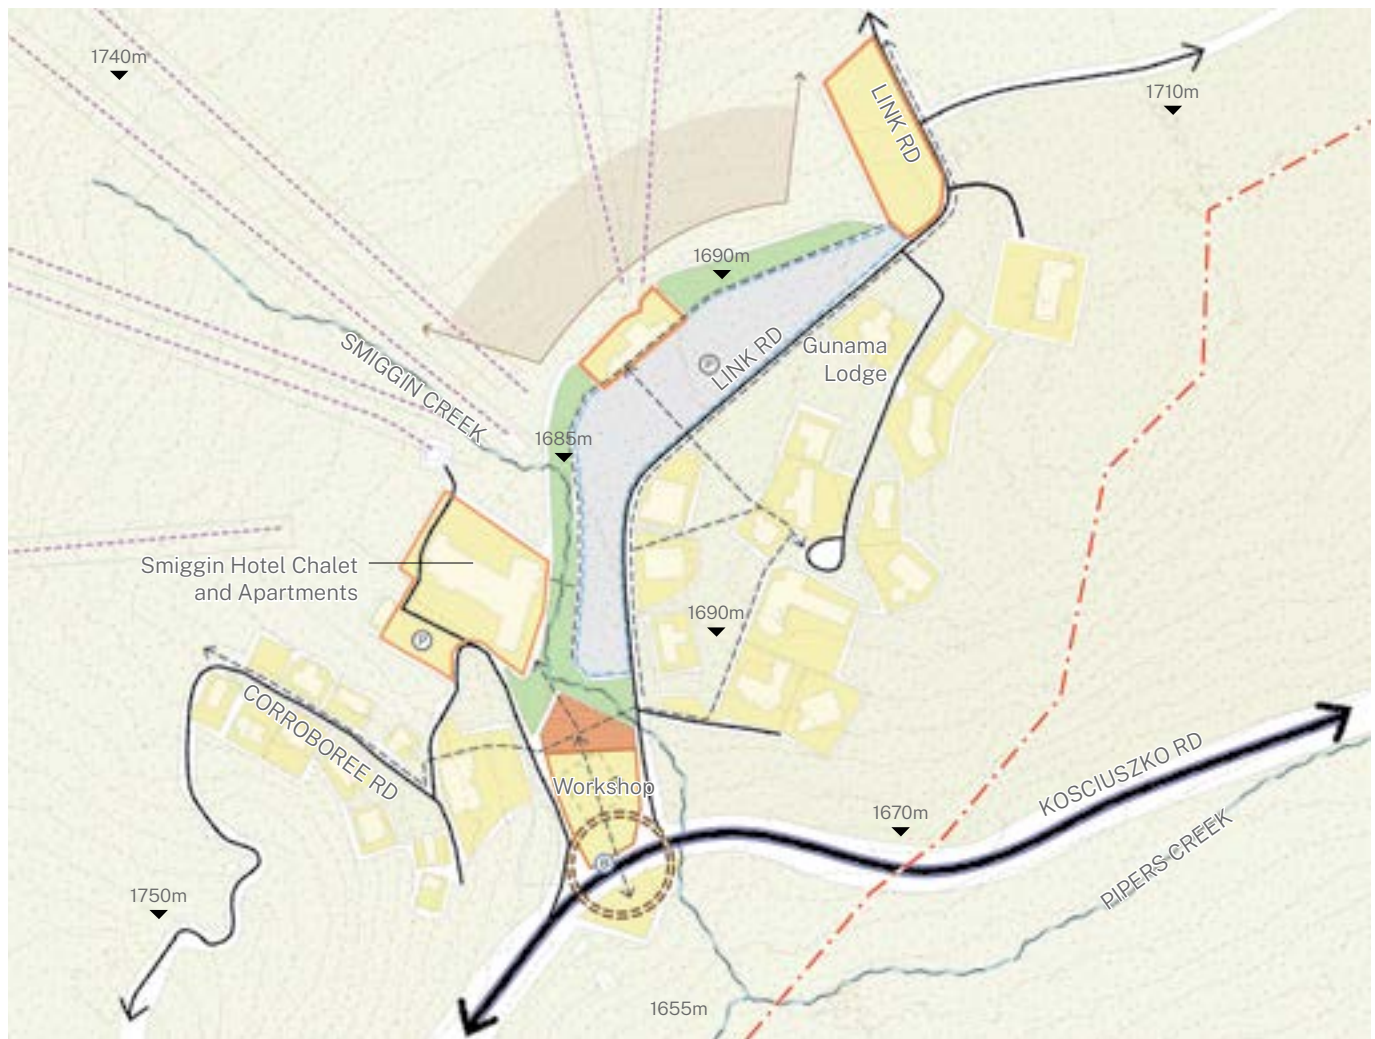 1740m
LINK RD
1710m
1690m
SMIGGIN CREEK
LINK RD
P
Gunama
Lodge
1685m
Smiggin Hotel Chalet
and Apartments
P
1690m
CORROBOREE RD
Workshop
KOSCIUSZKO RD
1670m
PIPERS CREEK
B
1750m
1655m